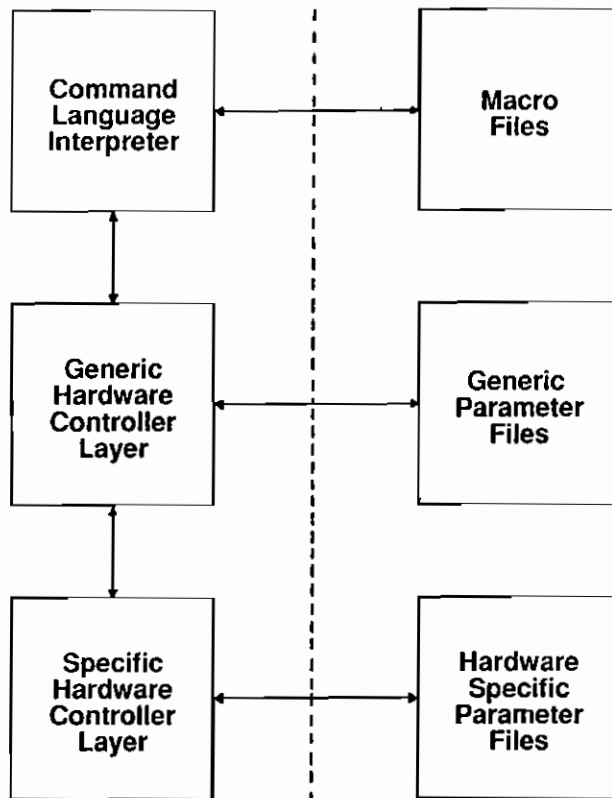 Command
Language
Interpreter
Macro
Files
Generic
Hardware
Controller
Layer
Generic
Parameter
Files
Specific
Hardware
Controller
Layer
Hardware
Specific
Parameter
Files